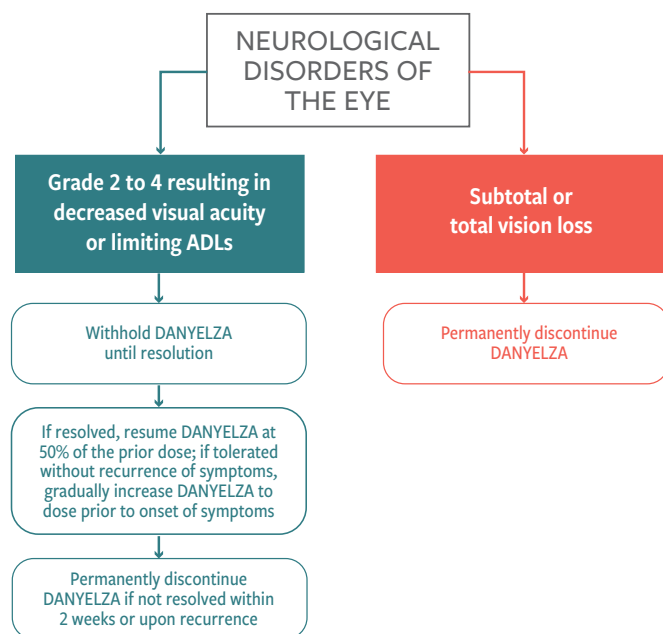 NEUROLOGICAL
DISORDERS OF
THE EYE
Grade 2 to 4 resulting in
decreased visual acuity
or limiting ADLs
Withhold DANYELZA
until resolution
If resolved, resume DANYELZA at
50% of the prior dose; if tolerated
without recurrence of symptoms,
gradually increase DANYELZA to
dose prior to onset of symptoms
Permanently discontinue
DANYELZA if not resolved within
2 weeks or upon recurrence
Subtotal or
total vision loss
Permanently discontinue
DANYELZA